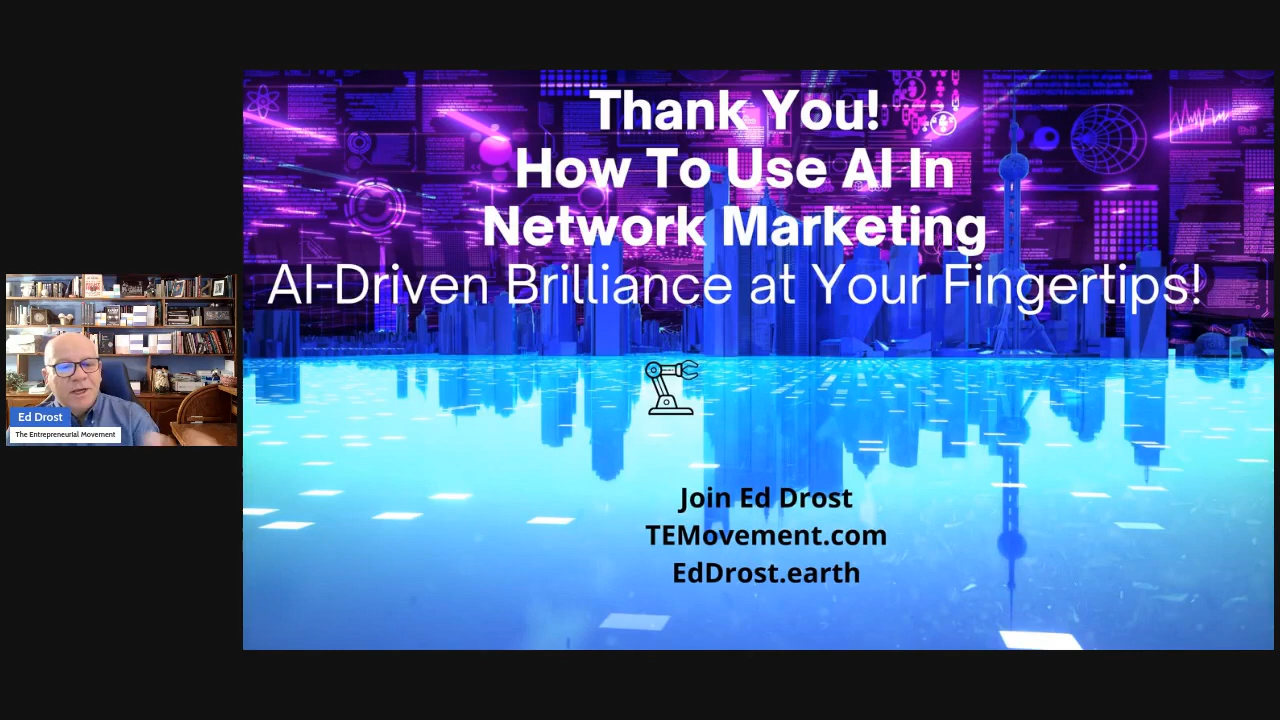 Thank You!
How To Use AI In
Network Marketing
AI-Driven Brilliance at Your Fingertips!
Ed Drost
The Entrepreneurial Movement
Join Ed Drost
TEMovement.com
EdDrost.earth